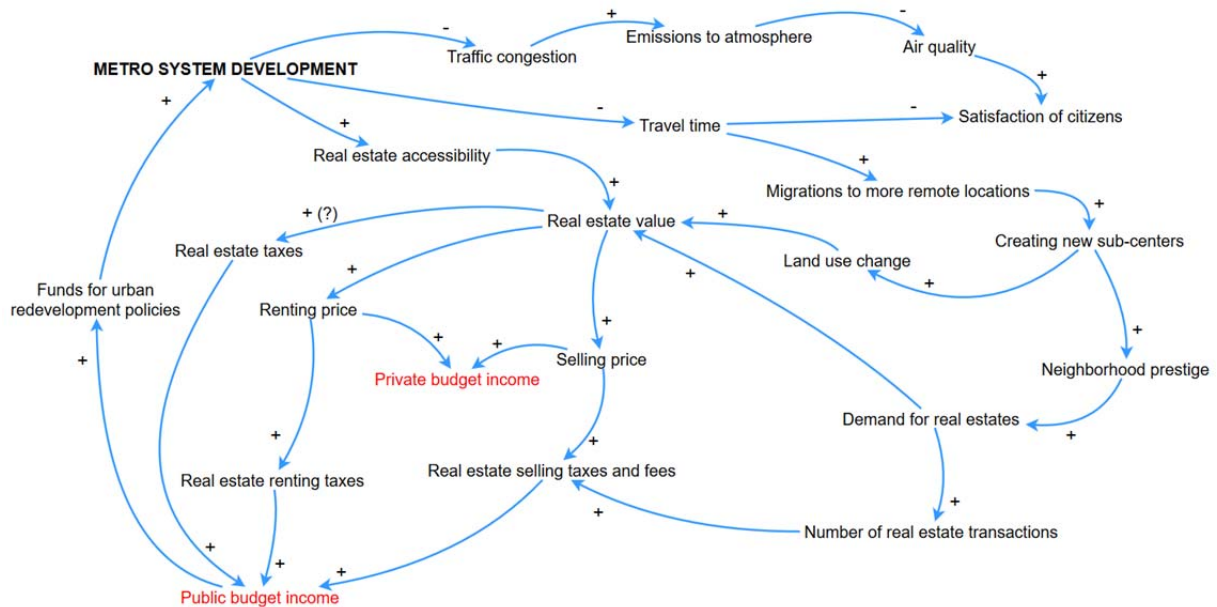 -
+
Emissions to atmosphere
-
Air quality
Traffic congestion
METRO SYSTEM DEVELOPMENT
+
+
-
-
Satisfaction of citizens
Travel time
+
Real estate accessibility
+
+
Migrations to more remote locations
+
+ (?)
Real estate value
+
Creating new sub-centers
Real estate taxes
Land use change
+
+
+
Funds for urban
redevelopment policies
Renting price
+
+
+
+
Selling price
+
Private budget income
Neighborhood prestige
Demand for real estates
+
+
+
Real estate selling taxes and fees
Real estate renting taxes
+
+
Number of real estate transactions
+
+
+
Public budget income